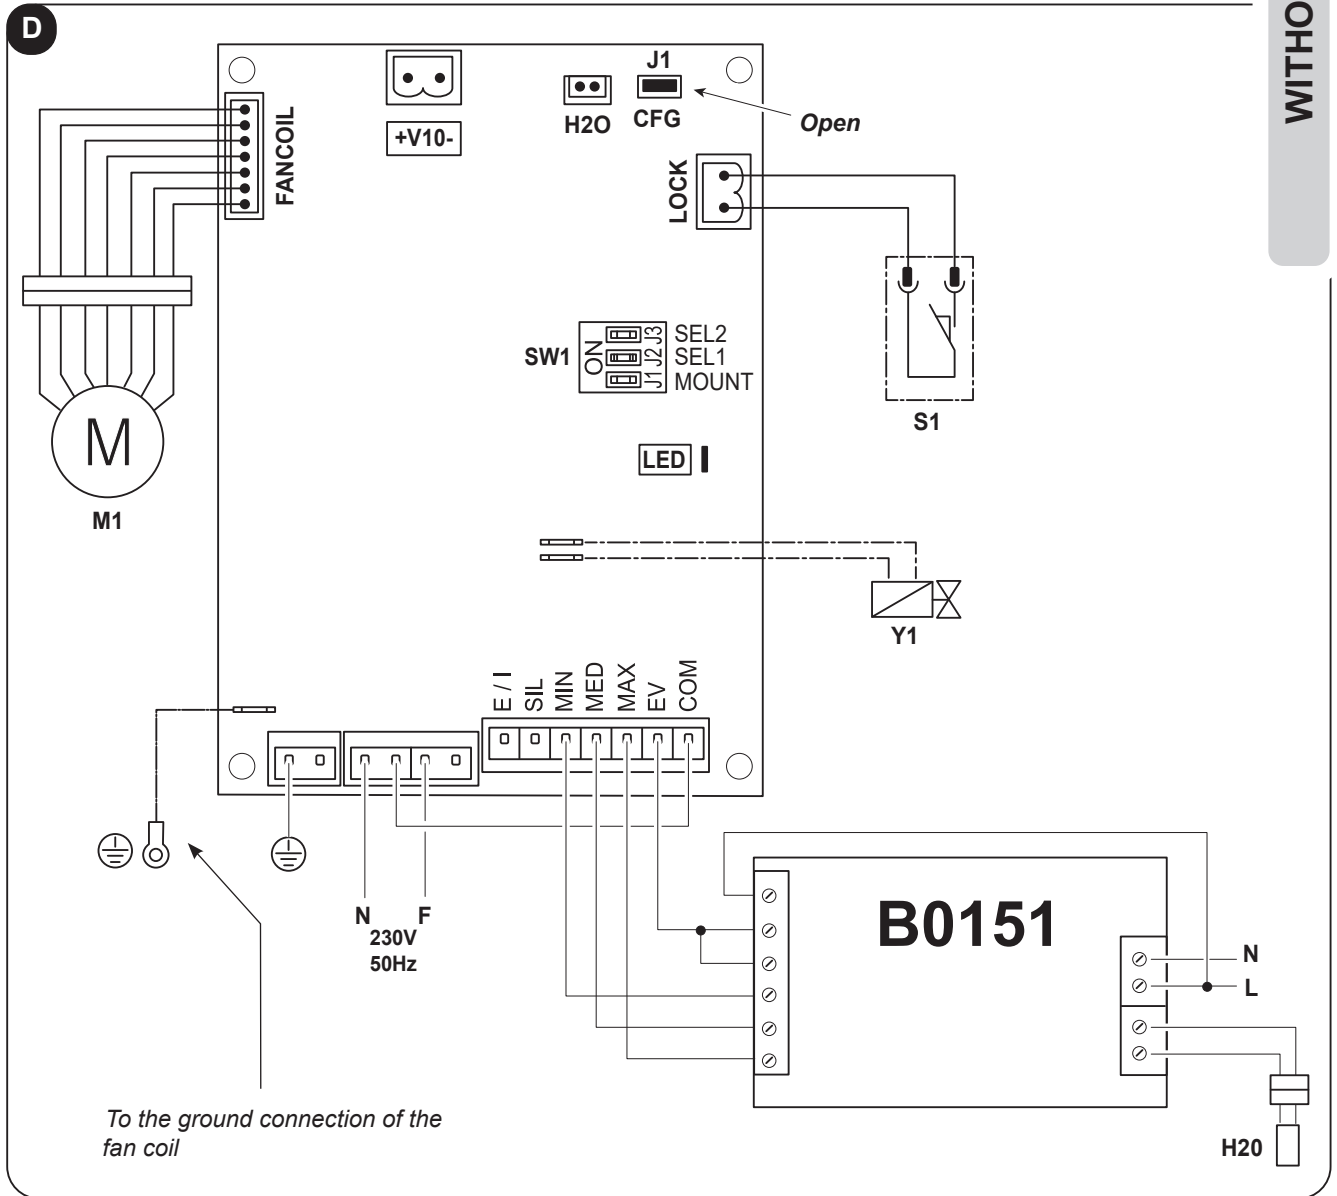 D
WITHO
J1
+V10-
H2O
CFG
Open
FANCOIL
LOCK
SW1
ON
J3
SEL2
J2
SEL1
J1
MOUNT
S1
LED
M
M1
Y1
E / I
SIL
MIN
MED
MAX
EV
COM
N
F
230V
50Hz
B0151
N
L
To the ground connection of the
fan coil
H20